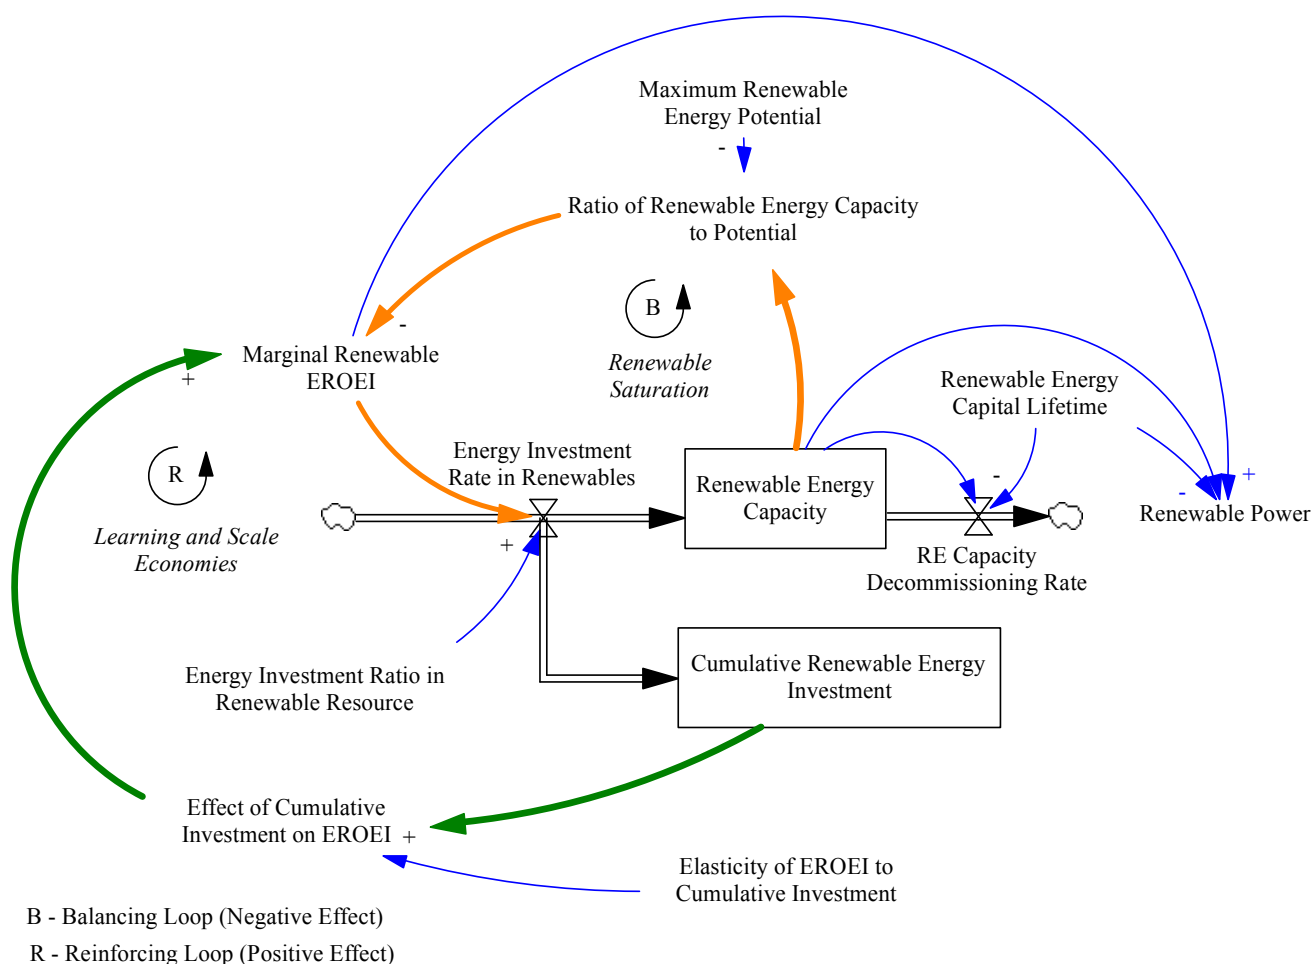 Maximum Renewable
Energy Potential
-
Ratio of Renewable Energy Capacity
to Potential
B
Renewable
Saturation
-
Marginal Renewable
EROEI
+
Renewable Energy
Capital Lifetime
R
Learning and Scale
Economies
Energy Investment
Rate in Renewables
+
Renewable Energy
Capacity
-
RE Capacity
Decommissioning Rate
-
+
Renewable Power
Energy Investment Ratio in
Renewable Resource
Cumulative Renewable Energy
Investment
Effect of Cumulative
Investment on EROEI +
Elasticity of EROEI to
Cumulative Investment
B - Balancing Loop (Negative Effect)
R - Reinforcing Loop (Positive Effect)